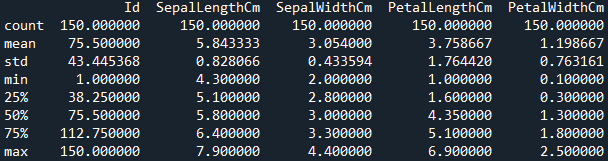 Id SepalLengthCm SepalWidthCm PetalLengthCm PetalWidthCm
count 150.000000 150.000000 150.000000 150.000000 150.000000
mean 75.500000 5.843333 3.054000 3.758667 1.198667
std 43.445368 0.828066 0.433594 1.764420 0.763161
min 1.000000 4.300000 2.000000 1.000000 0.100000
25% 38.250000 5.100000 2.800000 1.600000 0.300000
50% 75.500000 5.800000 3.000000 4.350000 1.300000
75% 112.750000 6.400000 3.300000 5.100000 1.800000
max 150.000000 7.900000 4.400000 6.900000 2.500000